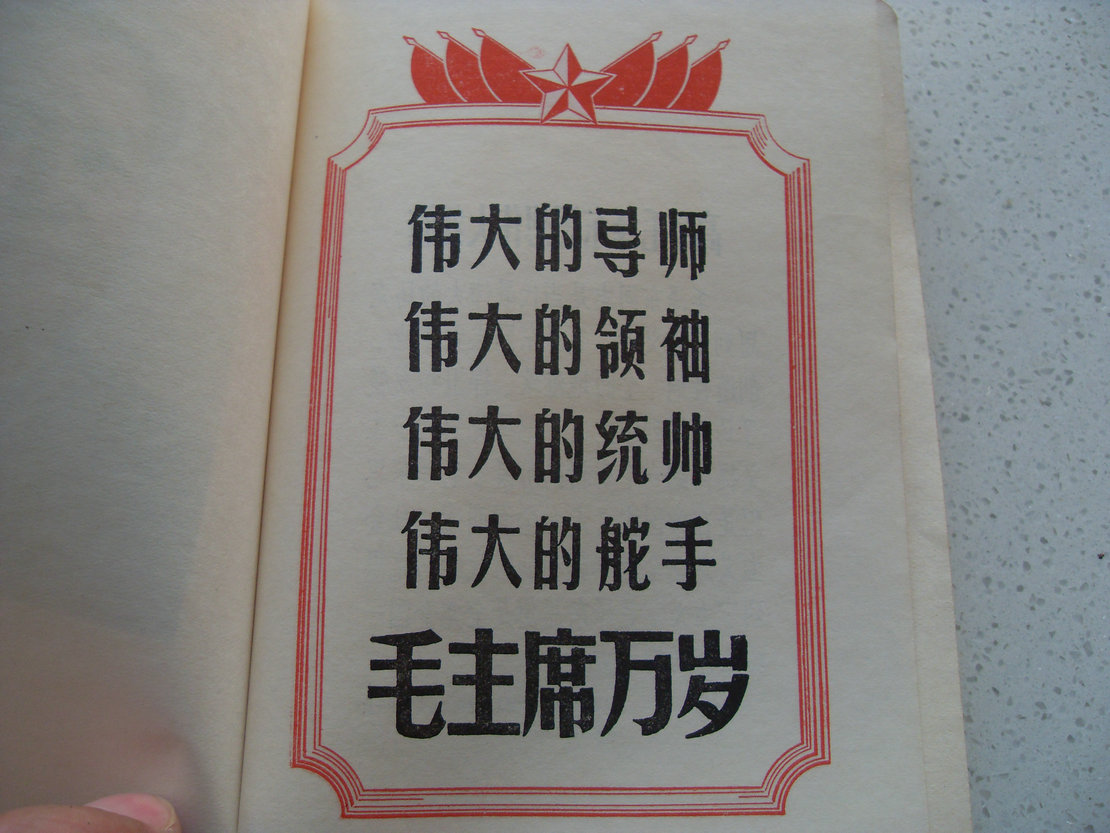 伟大的导师
伟大的领袖
伟大的统帅
伟大的舵手
毛主席万岁